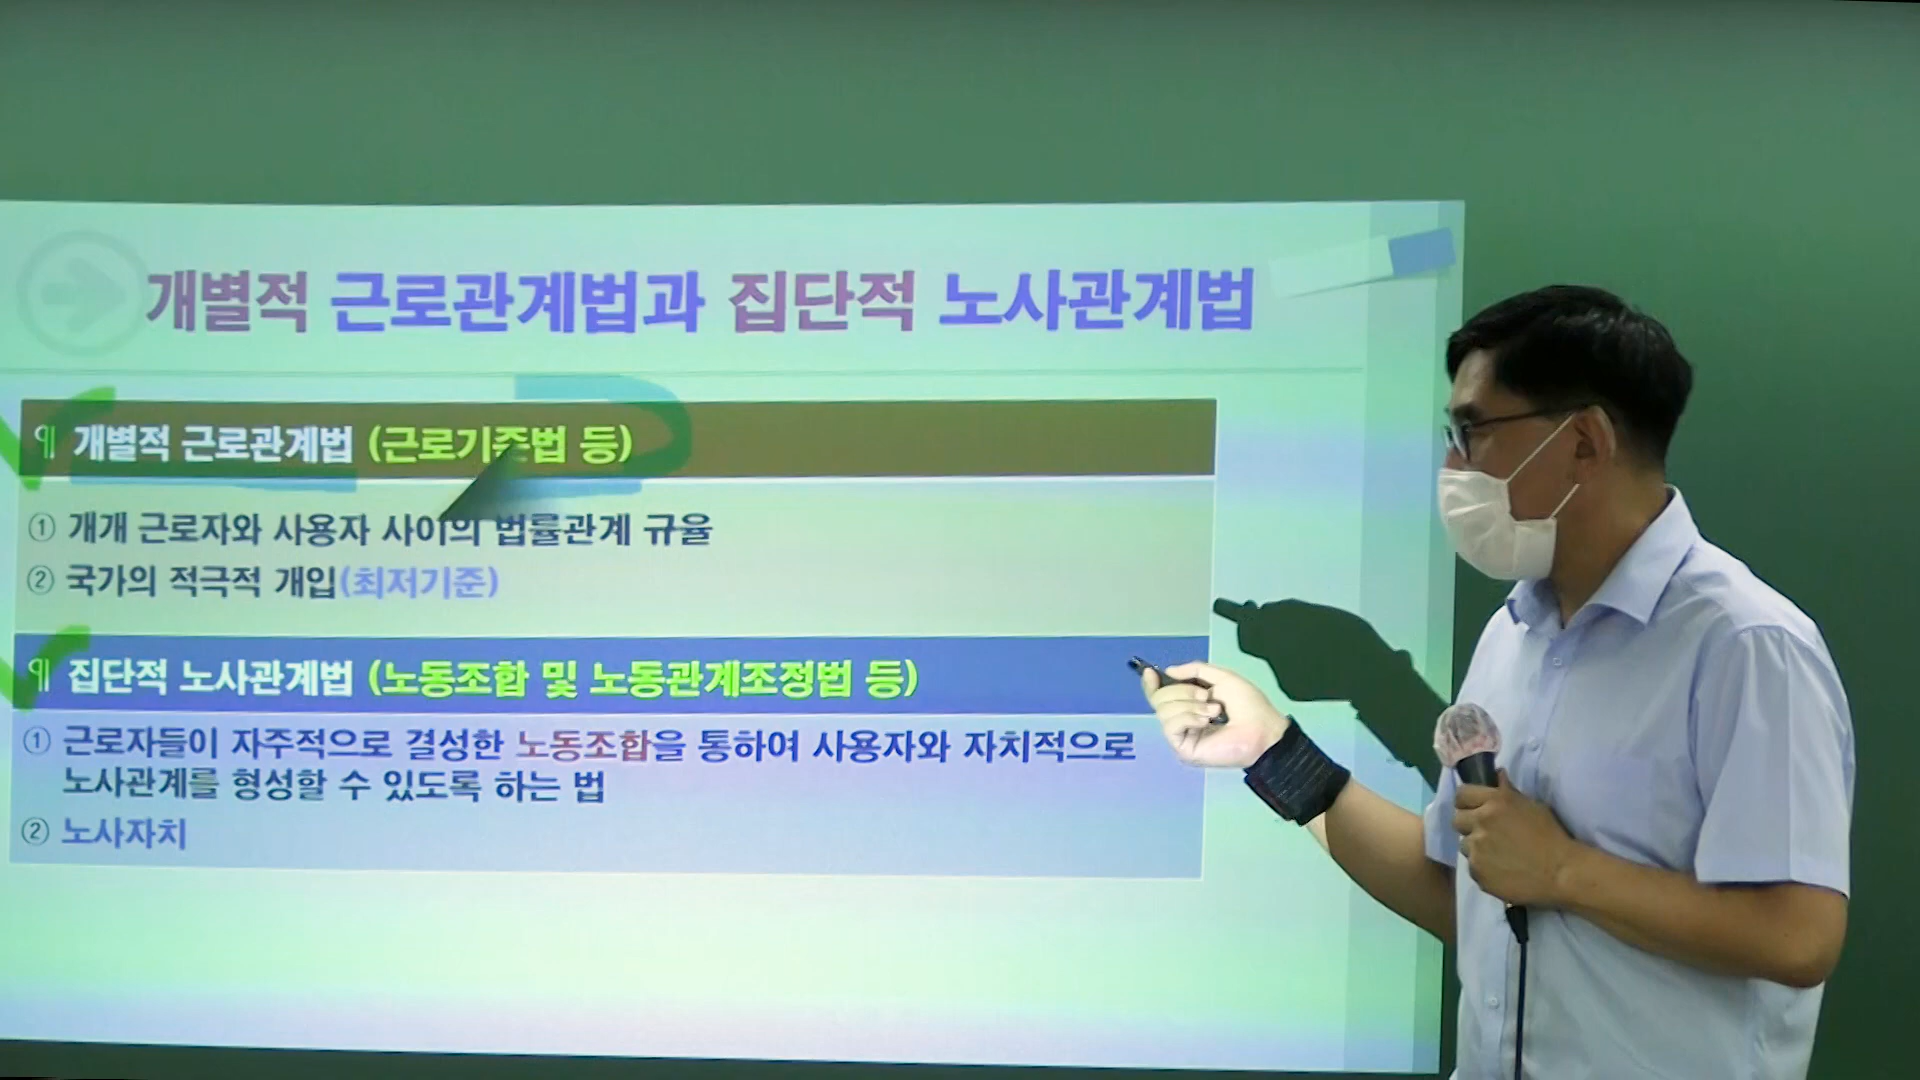 개별적 근로관계법과 집단적 노사관계법
¶ 개별적 근로관계법 (근로기준법 등)
① 개개 근로자와 사용자 사이의 법률관계 규율
② 국가의 적극적 개입(최저기준)
¶ 집단적 노사관계법 (노동조합 및 노동관계조정법 등)
① 근로자들이 자주적으로 결성한 노동조합을 통하여 사용자와 자치적으로
노사관계를 형성할 수 있도록 하는 법
② 노사자치